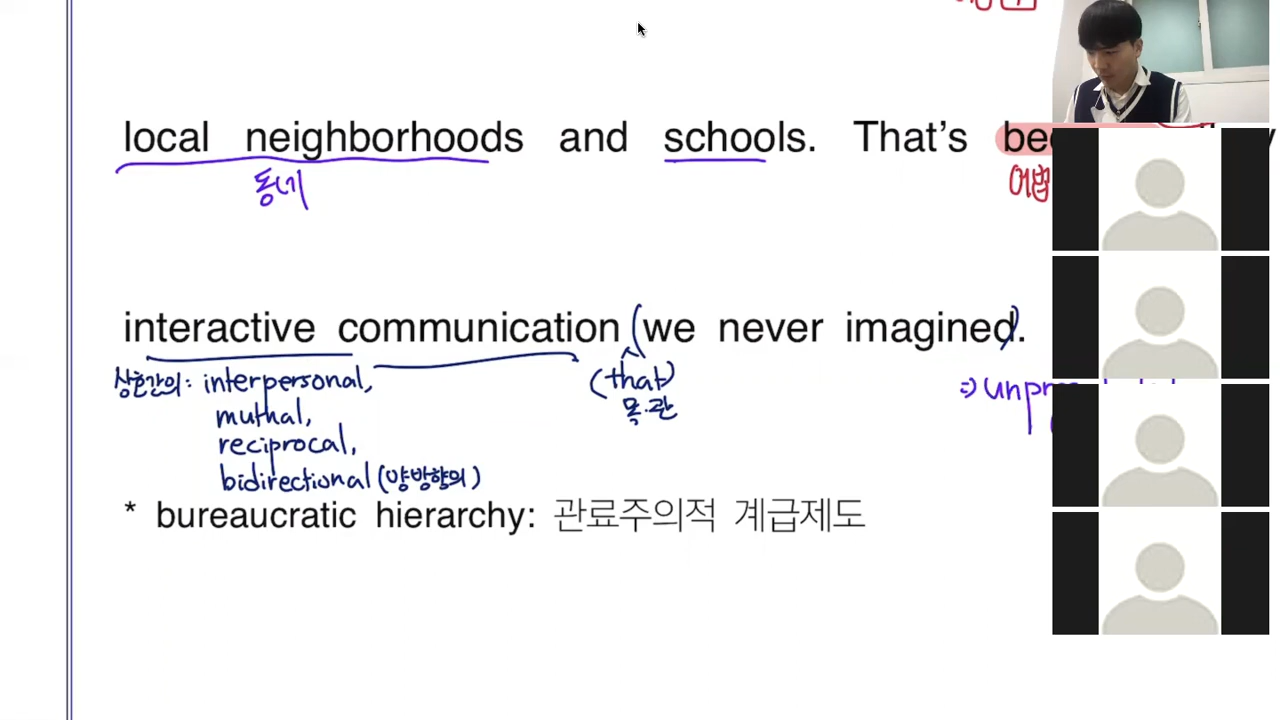 local neighborhoods and schools. That's
동네
어법
interactive communication (we never imagined).
상호간의: interpersonal,
(that)
mutual,
목.관
reciprocal,
bidirectional (양방향의)
* bureaucratic hierarchy: 관료주의적 계급제도